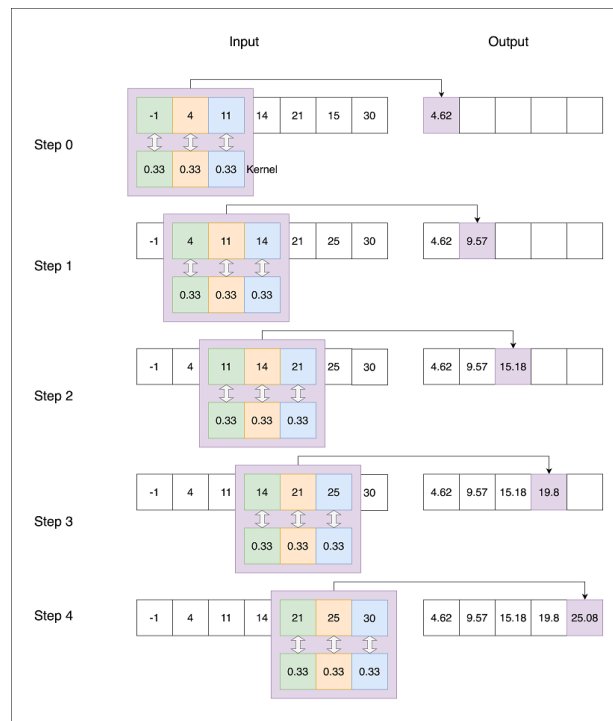 Input Output
-1 4 11 14 21 15 30 4.62
Step 0
0.33 0.33 0.33 Kernel
-1 4 11 14 21 25 30 4.62 9.57
Step 1
0.33 0.33 0.33
-1 4 11 14 21 25 30 4.62 9.57 15.18
Step 2
0.33 0.33 0.33
-1 4 11 14 21 25 30 4.62 9.57 15.18 19.8
Step 3
0.33 0.33 0.33
Step 4
-1 4 11 14 21 25 30 4.62 9.57 15.18 19.8 25.08
0.33 0.33 0.33